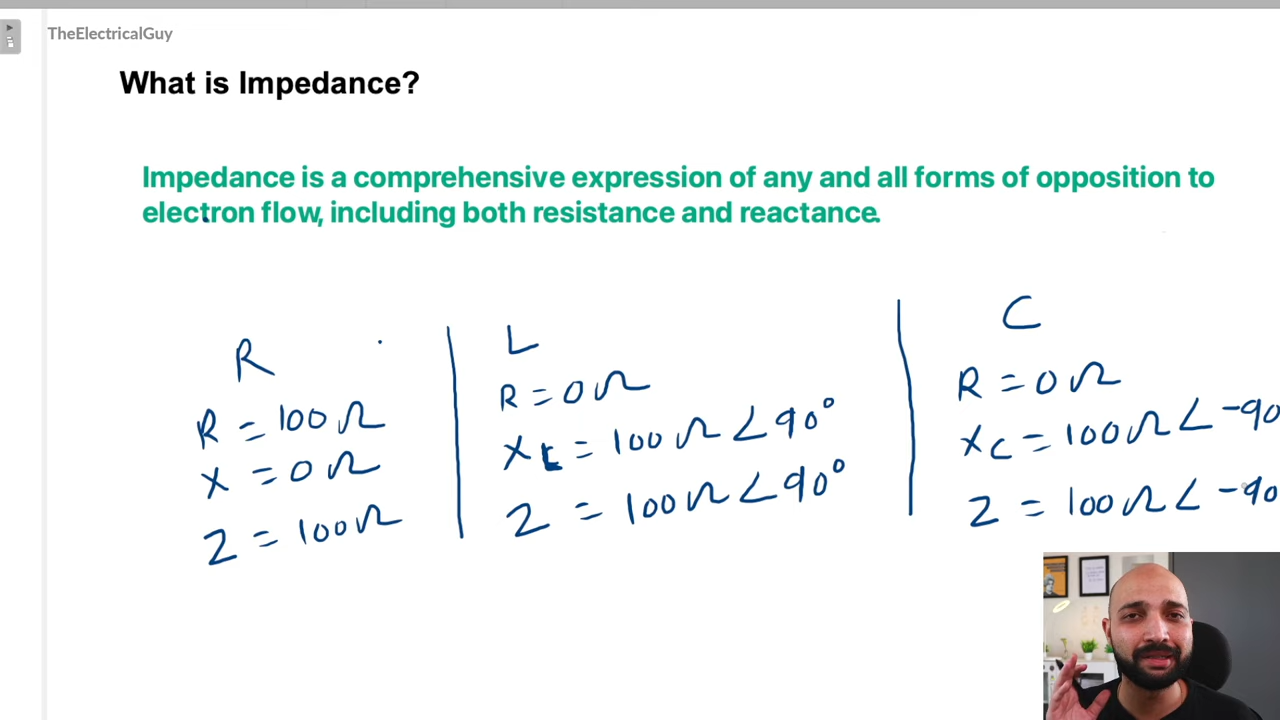 TheElectricalGuy
What is Impedance?
Impedance is a comprehensive expression of any and all forms of opposition to
electron flow, including both resistance and reactance.
R
R = 100 Ω
X = 0 Ω
Z = 100 Ω
L
R = 0 Ω
XL = 100 Ω ∠ 90°
Z = 100 Ω ∠ 90°
C
R = 0 Ω
XC = 100 Ω ∠ -90
Z = 100 Ω ∠ -90